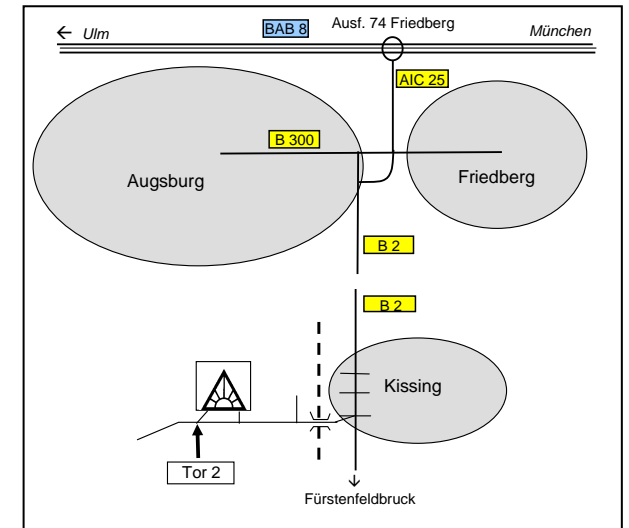 ← Ulm
BAB 8
Ausf. 74 Friedberg
München
AIC 25
B 300
Augsburg
Friedberg
B 2
B 2
Kissing
Tor 2
Fürstenfeldbruck